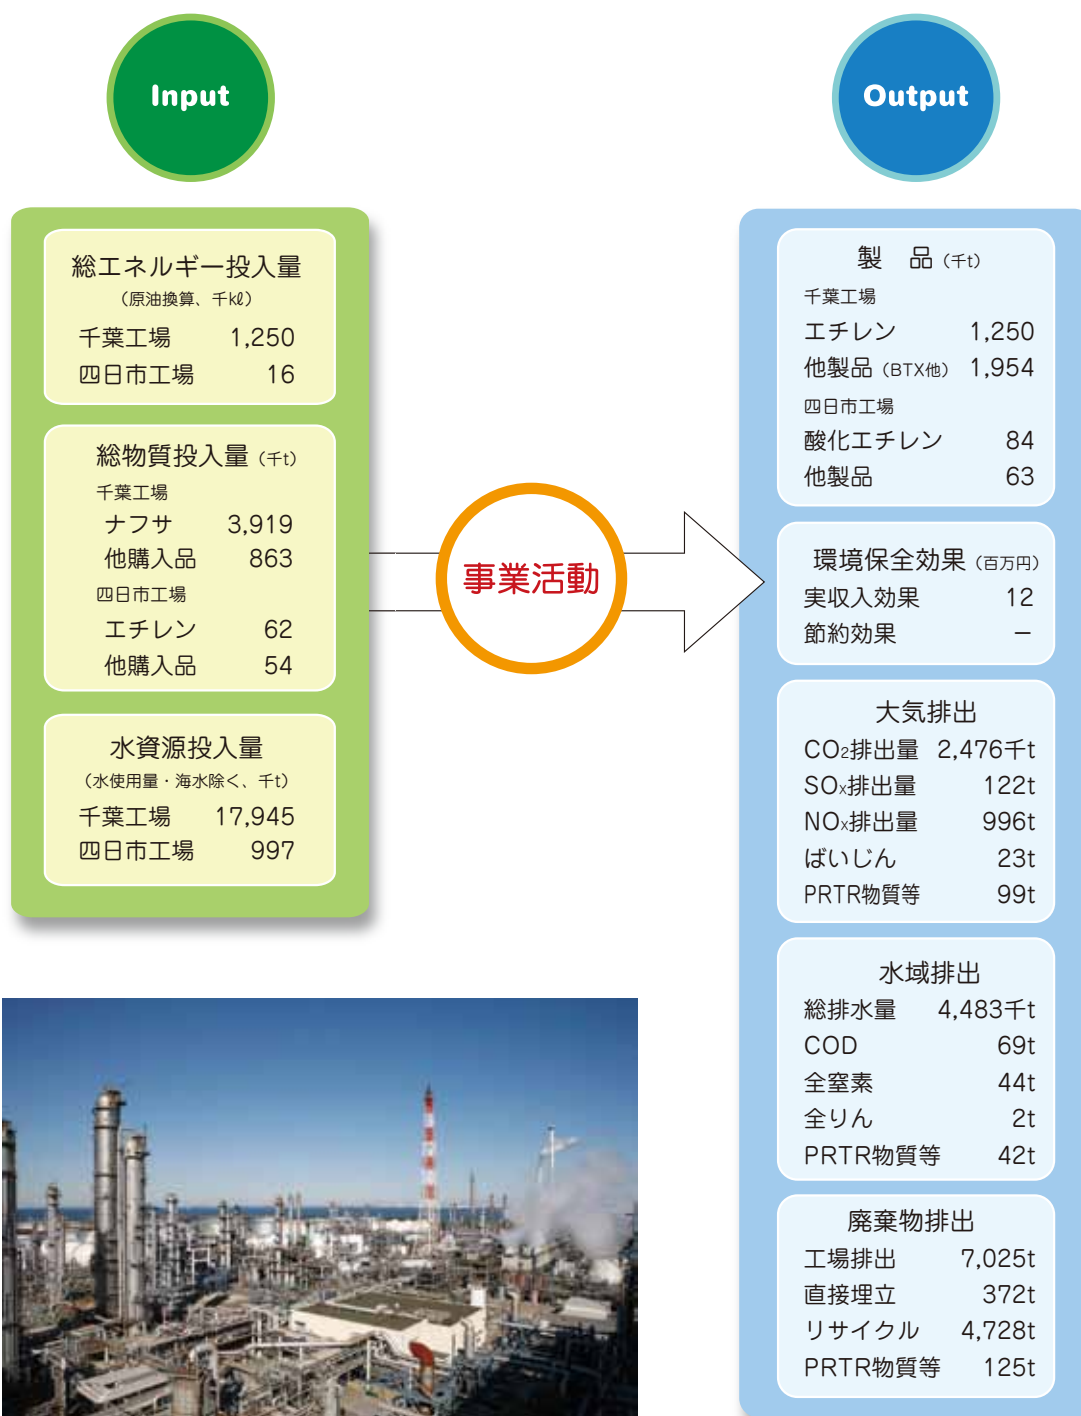 Input
総エネルギー投入量
（原油換算、千kℓ）
千葉工場 1,250
四日市工場 16
総物質投入量（千t）
千葉工場
ナフサ 3,919
他購入品 863
四日市工場
エチレン 62
他購入品 54
水資源投入量
（水使用量・海水除く、千t）
千葉工場 17,945
四日市工場 997
事業活動
Output
製 品（千t）
千葉工場
エチレン 1,250
他製品（BTX他） 1,954
四日市工場
酸化エチレン 84
他製品 63
環境保全効果（百万円）
実収入効果 12
節約効果 －
大気排出
CO₂排出量 2,476千t
SOx排出量 122t
NOx排出量 996t
ばいじん 23t
PRTR物質等 99t
水域排出
総排水量 4,483千t
COD 69t
全窒素 44t
全りん 2t
PRTR物質等 42t
廃棄物排出
工場排出 7,025t
直接埋立 372t
リサイクル 4,728t
PRTR物質等 125t